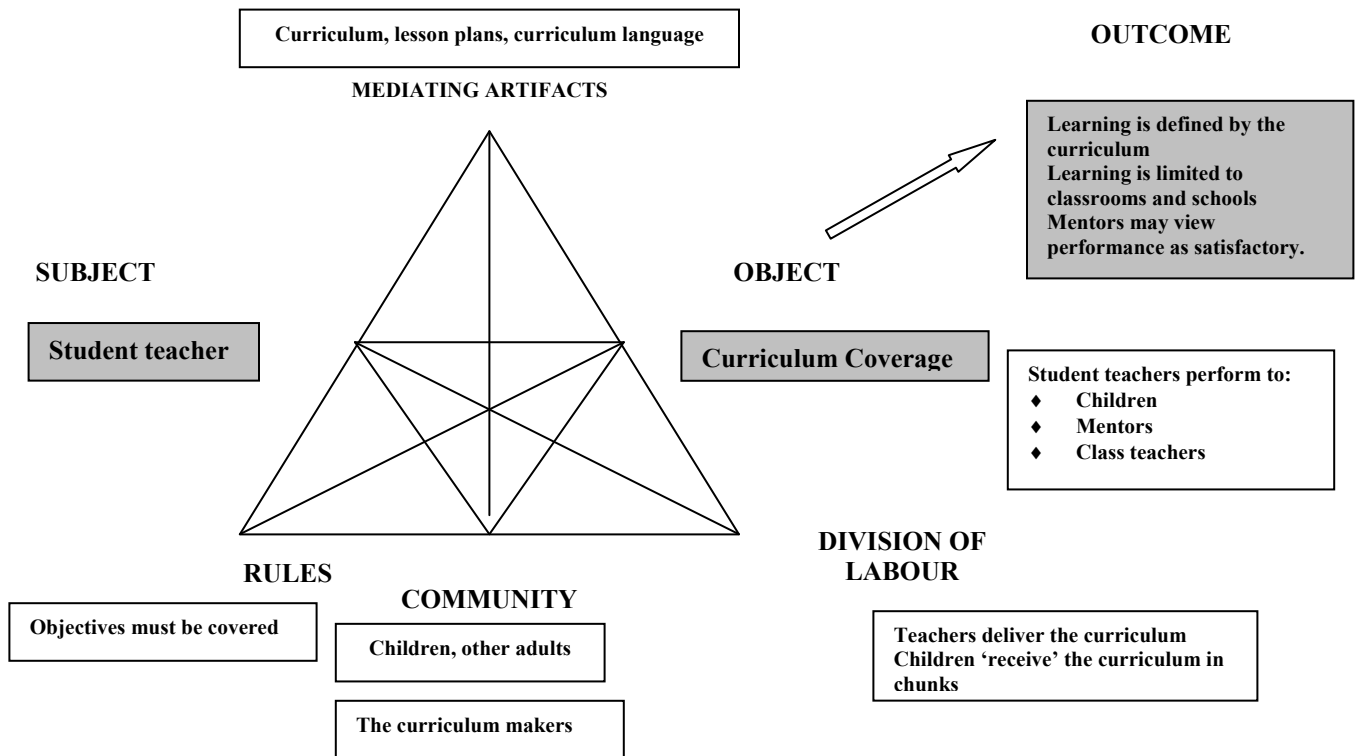 Curriculum, lesson plans, curriculum language
MEDIATING ARTIFACTS
OUTCOME
Learning is defined by the
curriculum
Learning is limited to
classrooms and schools
Mentors may view
performance as satisfactory.
SUBJECT
OBJECT
Student teacher
Curriculum Coverage
Student teachers perform to:
♦ Children
♦ Mentors
♦ Class teachers
RULES
COMMUNITY
DIVISION OF
LABOUR
Objectives must be covered
Children, other adults
The curriculum makers
Teachers deliver the curriculum
Children ‘receive’ the curriculum in
chunks